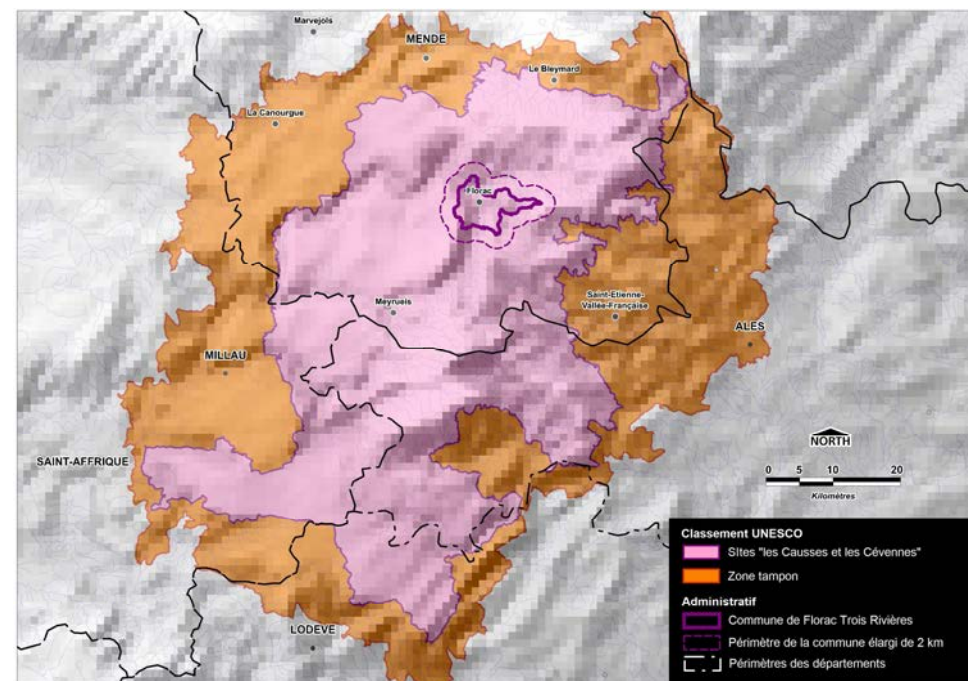 Marvejols
MENDE
Le Bleymard
La Canourgue
Florac
Saint-Etienne-
Vallée-Française
Meyrueis
ALES
MILLAU
SAINT-AFFRIQUE
LODEVE
NORTH
0 5 10 20
Kilomètres
Classement UNESCO
SItes "les Causses et les Cévennes"
Zone tampon
Administratif
Commune de Florac Trois Rivières
Périmètre de la commune élargi de 2 km
Périmètres des départements